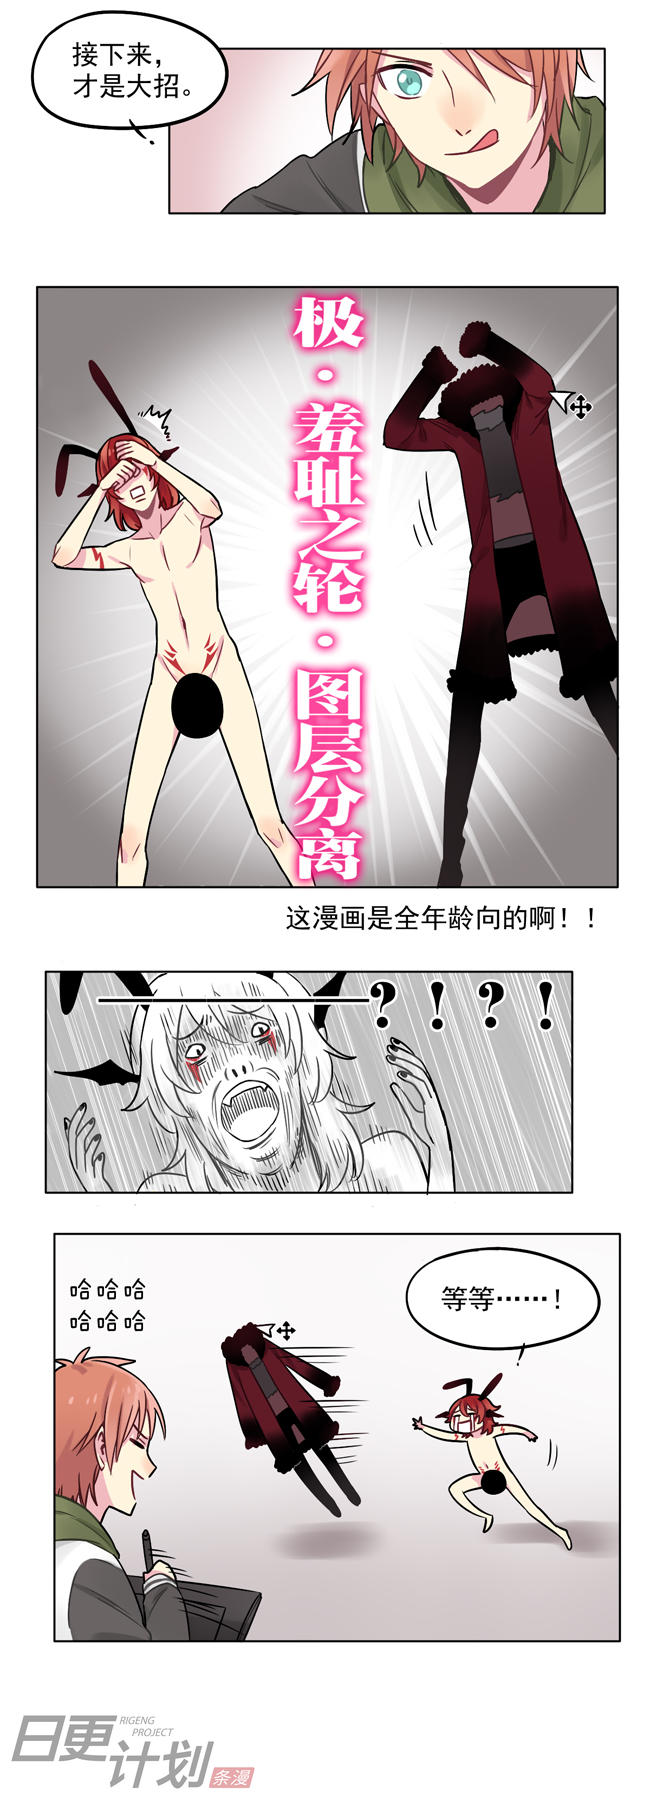 接下来，
才是大招。
极·羞耻之轮·图层分离
这漫画是全年龄向的啊！！
————？！？！
哈哈哈
哈哈哈
等等……！
日更
计划
RIGENG
PROJECT
条漫